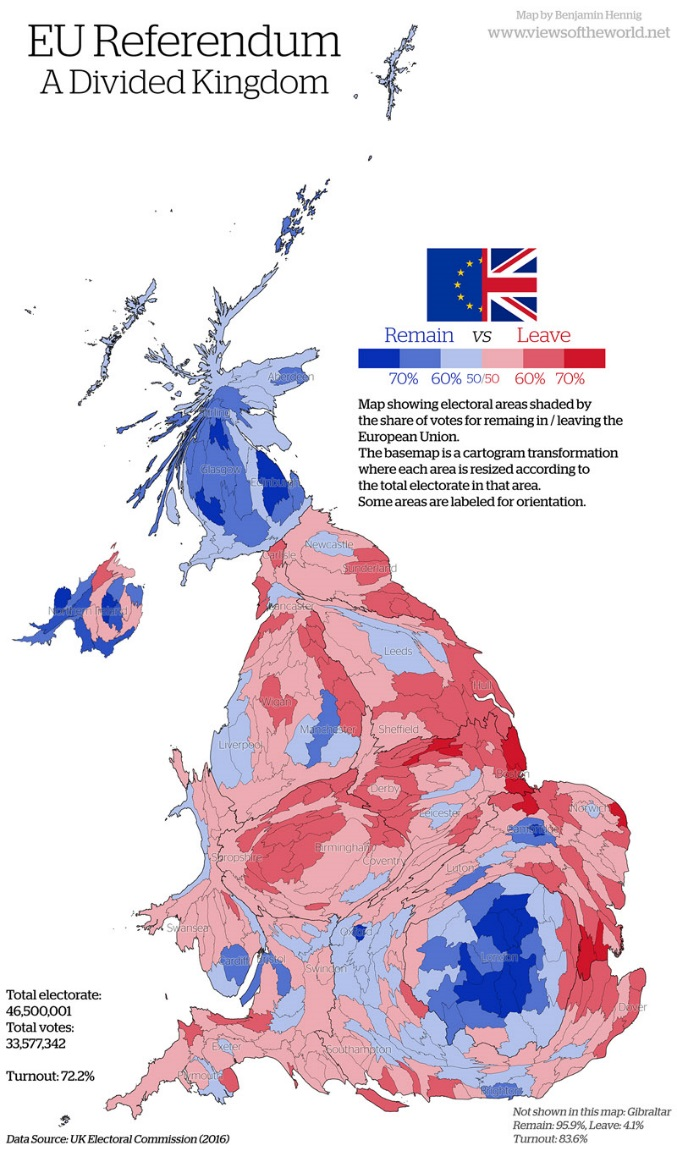 Map by Benjamin Hennig
www.viewsoftheworld.net
EU Referendum
A Divided Kingdom
Remain vs Leave
70% 60% 50/50 60% 70%
Map showing electoral areas shaded by
the share of votes for remaing in / leaving the
European Union.
The basemap is a cartogram transformation
where each area is resized according to
the total electorate in that area.
Some areas are labeled for orientation.
Aberdeen
Stirling
Glasgow
Edinburgh
Newcastle
Carlisle
Sunderland
Northern Ireland
Lancaster
Leeds
Hull
Wigan
Manchester
Sheffield
Liverpool
Boston
Derby
Norwich
Leicester
Cambridge
Birmingham
Shropshire
Coventry
Luton
Swansea
Oxford
Cardiff
Bristol
London
Swindon
Dover
Exeter
Southampton
Plymouth
Brighton
Total electorate:
46,500,001
Total votes:
33,577,342
Turnout: 72.2%
Not shown in this map: Gibraltar
Remain: 95.9%, Leave: 4.1%
Turnout: 83.6%
Data Source: UK Electoral Commission (2016)